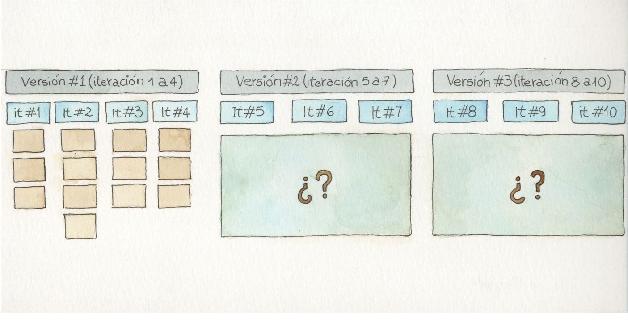 Versión #1 (iteración 1 a 4)
it #1 it #2 it #3 it #4
Versión #2 (iteración 5 a 7)
It #5 It #6 It #7
¿?
Versión #3 (iteración 8 a 10)
It #8 It #9 It #10
¿?